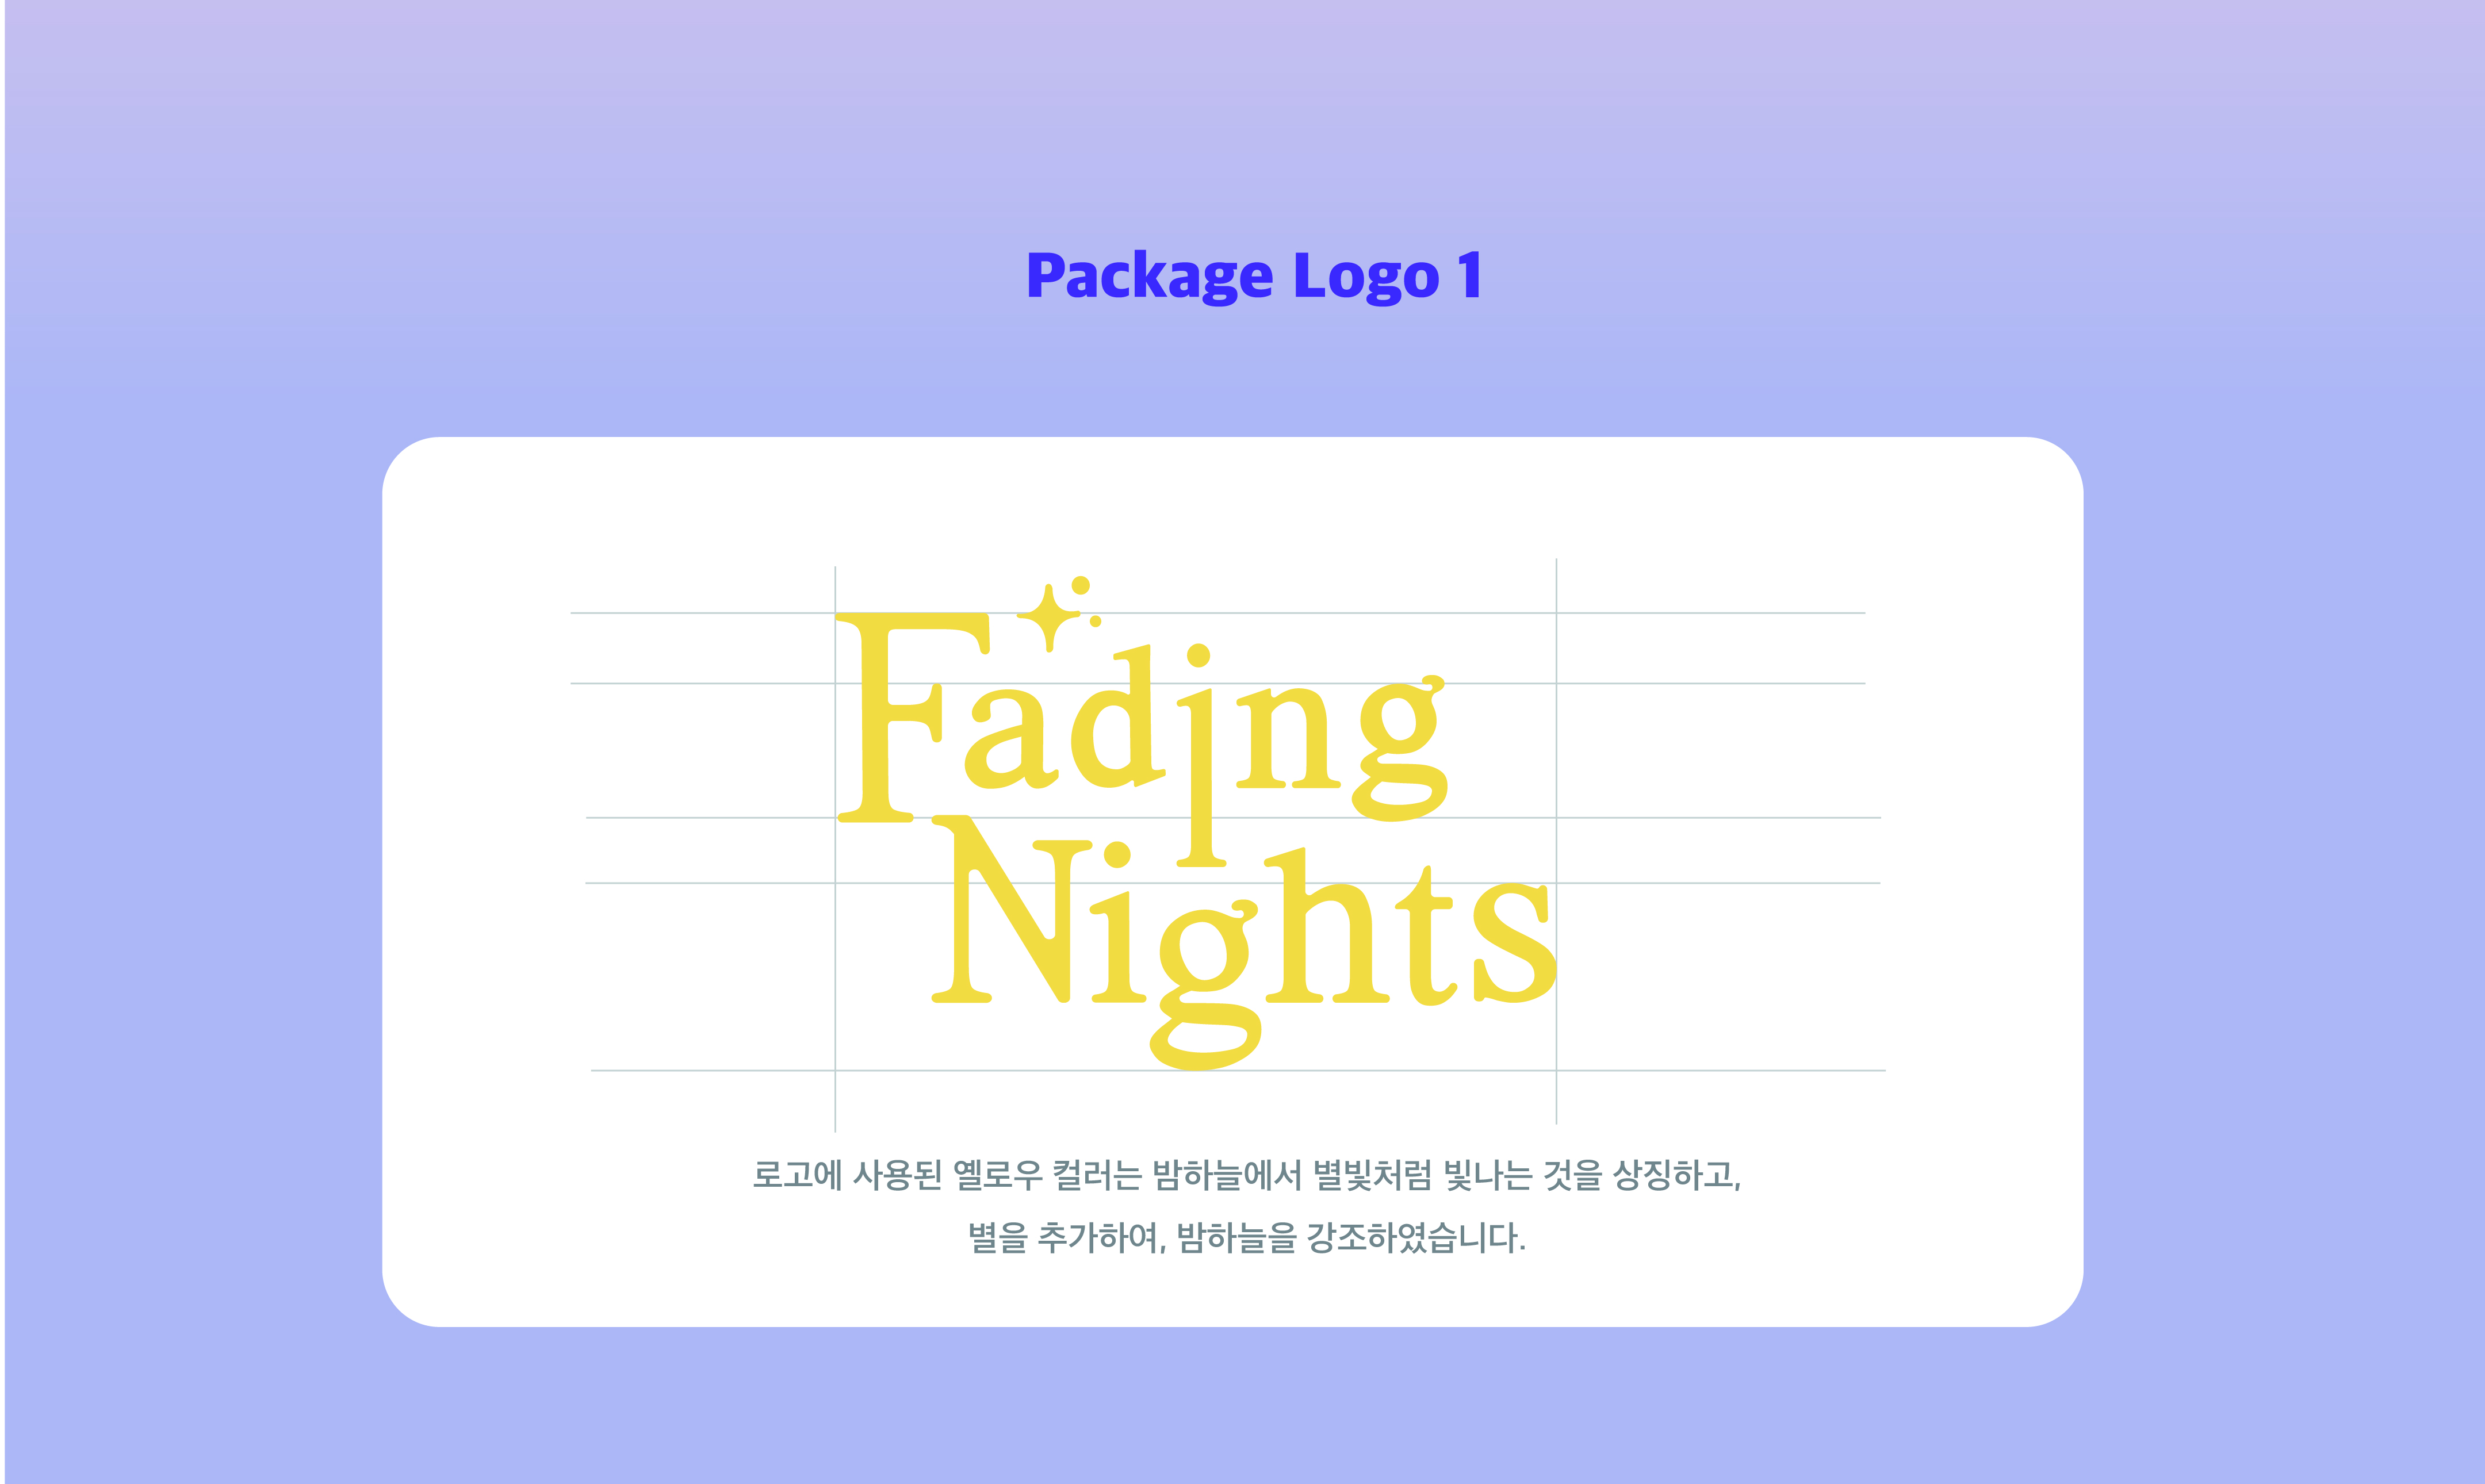 Package Logo 1
Fading
Nights
로고에 사용된 옐로우 컬러는 밤하늘에서 별빛처럼 빛나는 것을 상징하고,
별을 추가하여, 밤하늘을 강조하였습니다.